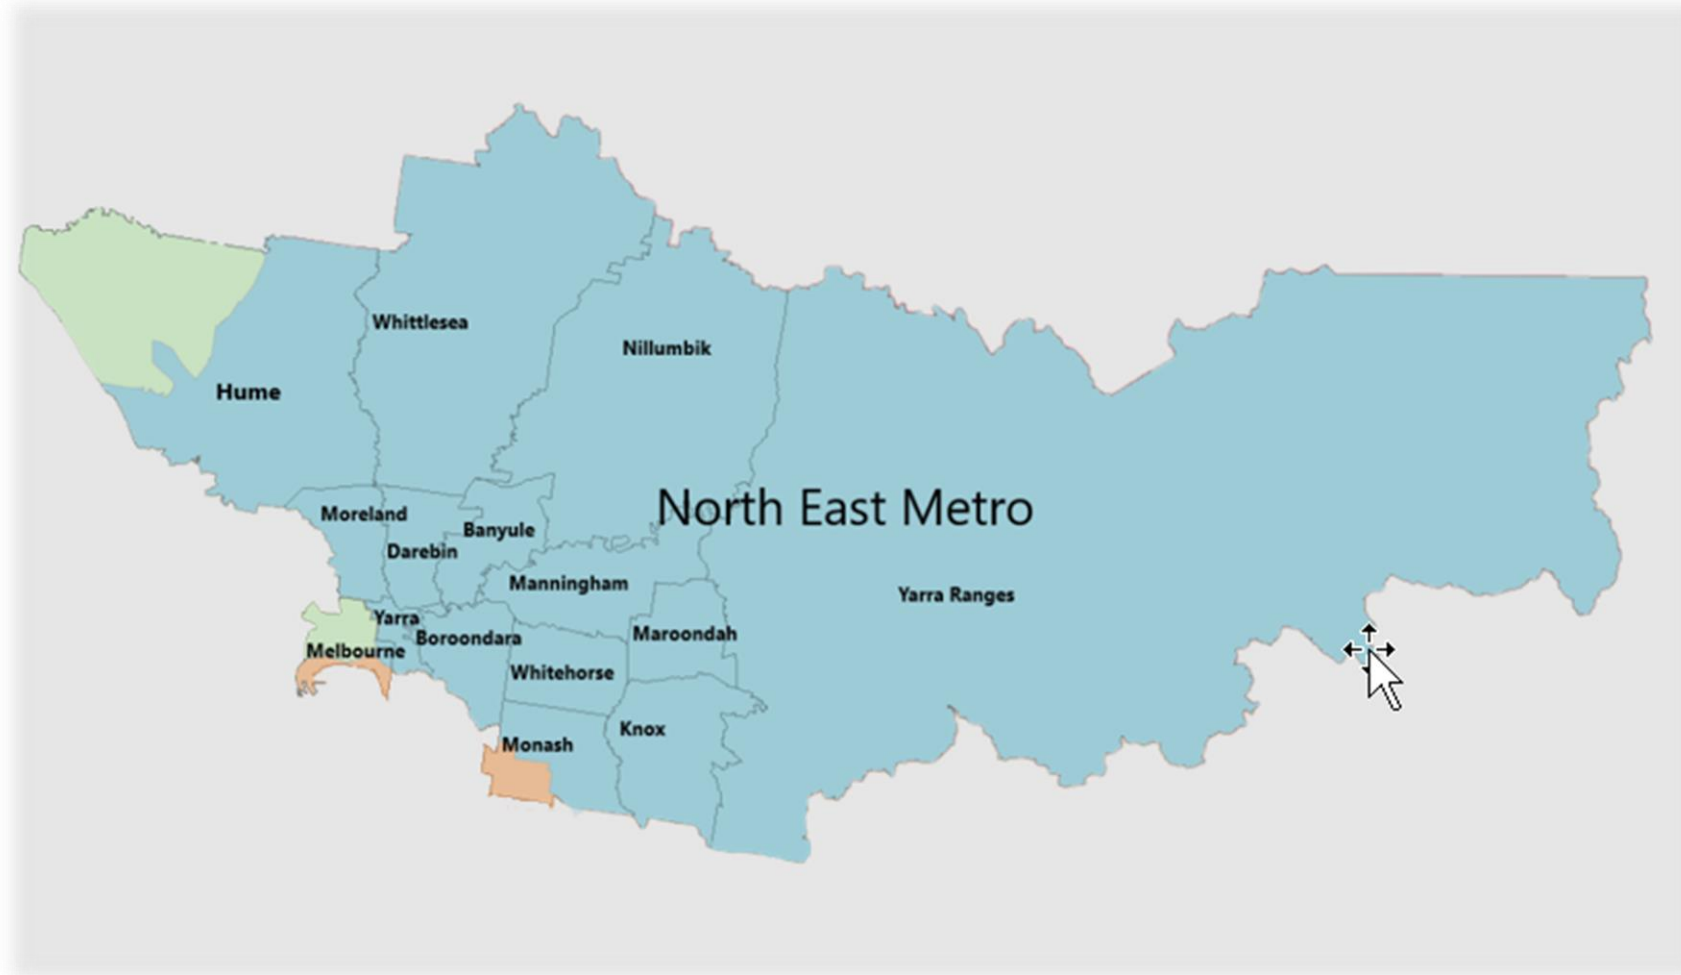 Whittlesea
Nillumbik
Hume
North East Metro
Moreland
Banyule
Darebin
Manningham
Yarra Ranges
Yarra
Boroondara
Maroondah
Melbourne
Whitehorse
Knox
Monash